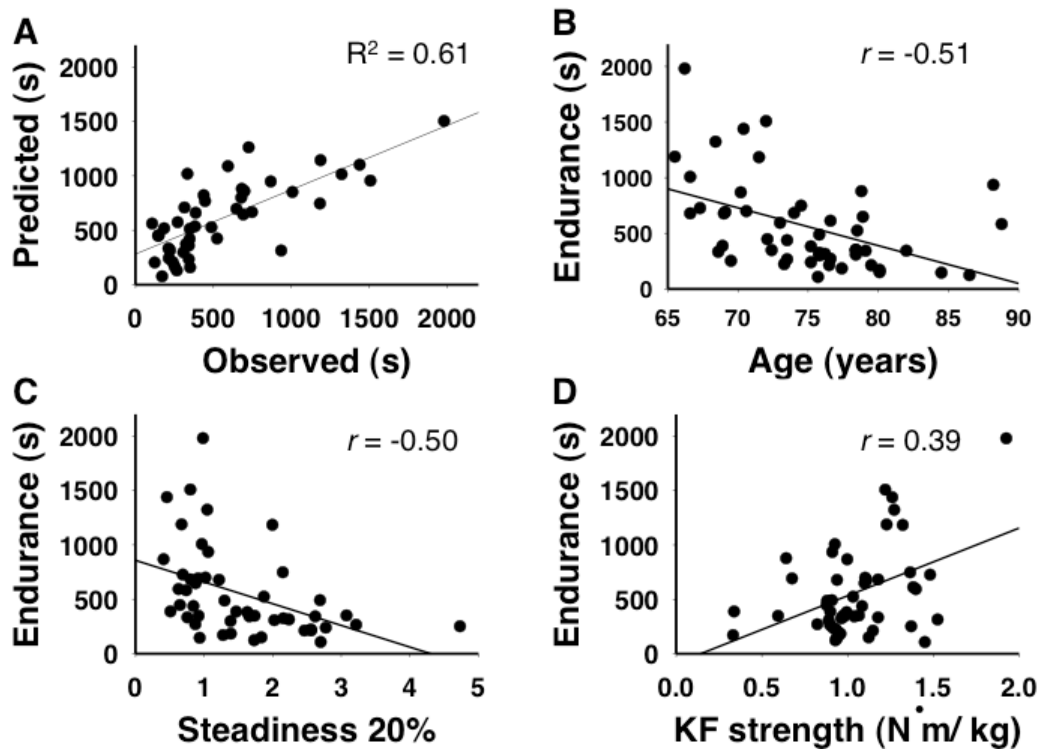 A
R² = 0.61
Predicted (s)
2000
1500
1000
500
0
0 500 1000 1500 2000
Observed (s)
B
r = -0.51
Endurance (s)
2000
1500
1000
500
0
65 70 75 80 85 90
Age (years)
C
r = -0.50
Endurance (s)
2000
1500
1000
500
0
0 1 2 3 4 5
Steadiness 20%
D
r = 0.39
Endurance (s)
2000
1500
1000
500
0
0.0 0.5 1.0 1.5 2.0
KF strength (N•m/ kg)